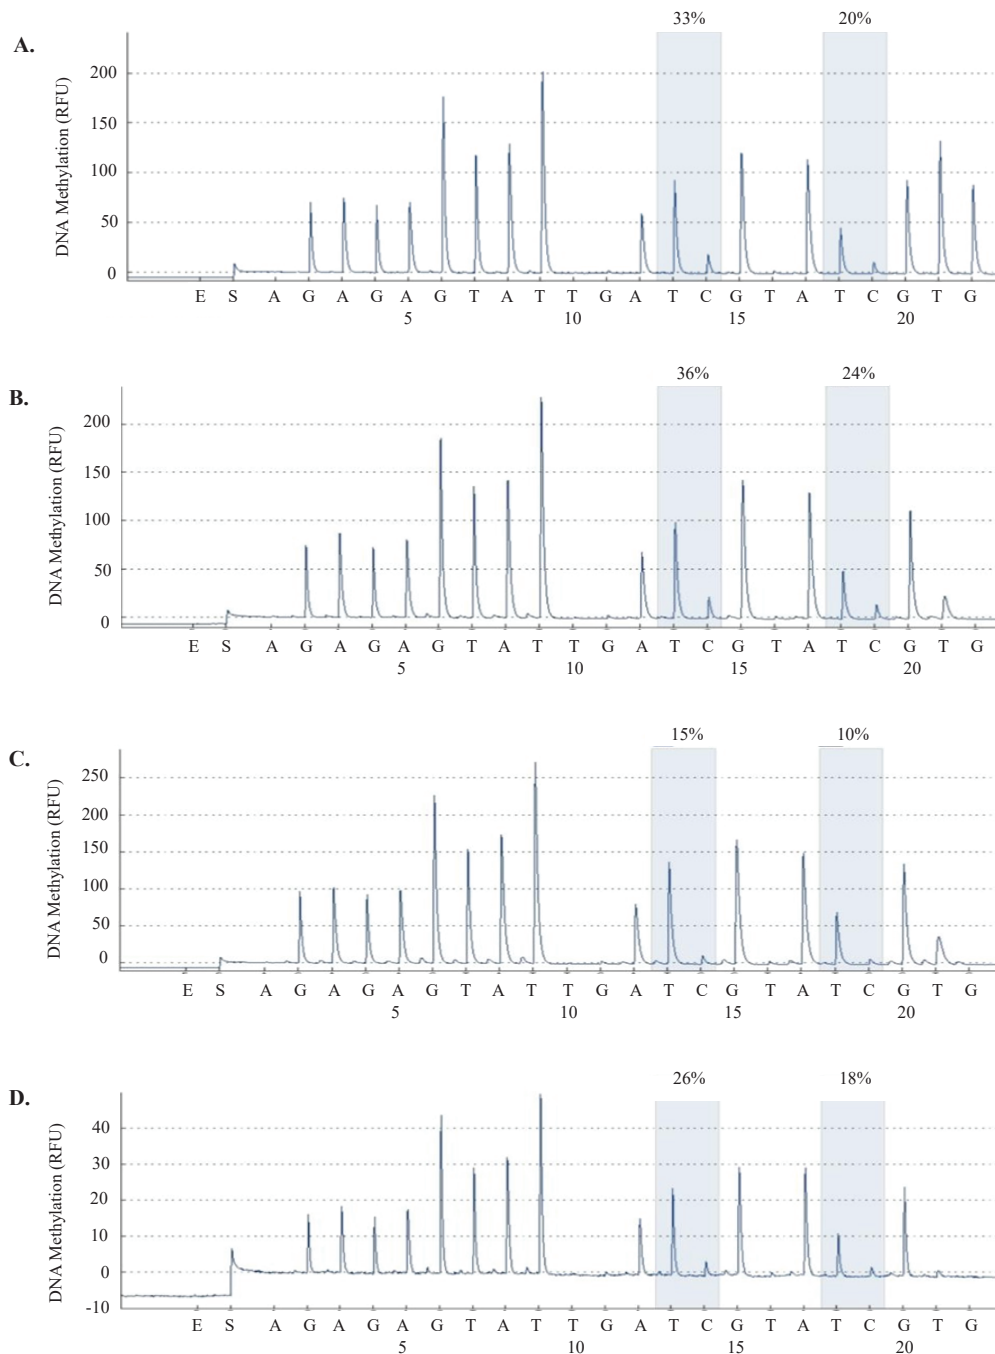 A.
33% 20%
DNA Methylation (RFU)
200
150
100
50
0
E S A G A G A G T A T T G A T C G T A T C G T G
5 10 15 20
B.
36% 24%
DNA Methylation (RFU)
200
150
100
50
0
E S A G A G A G T A T T G A T C G T A T C G T G
5 10 15 20
C.
15% 10%
DNA Methylation (RFU)
250
200
150
100
50
0
E S A G A G A G T A T T G A T C G T A T C G T G
5 10 15 20
D.
26% 18%
DNA Methylation (RFU)
40
30
20
10
0
-10
E S A G A G A G T A T T G A T C G T A T C G T G
5 10 15 20